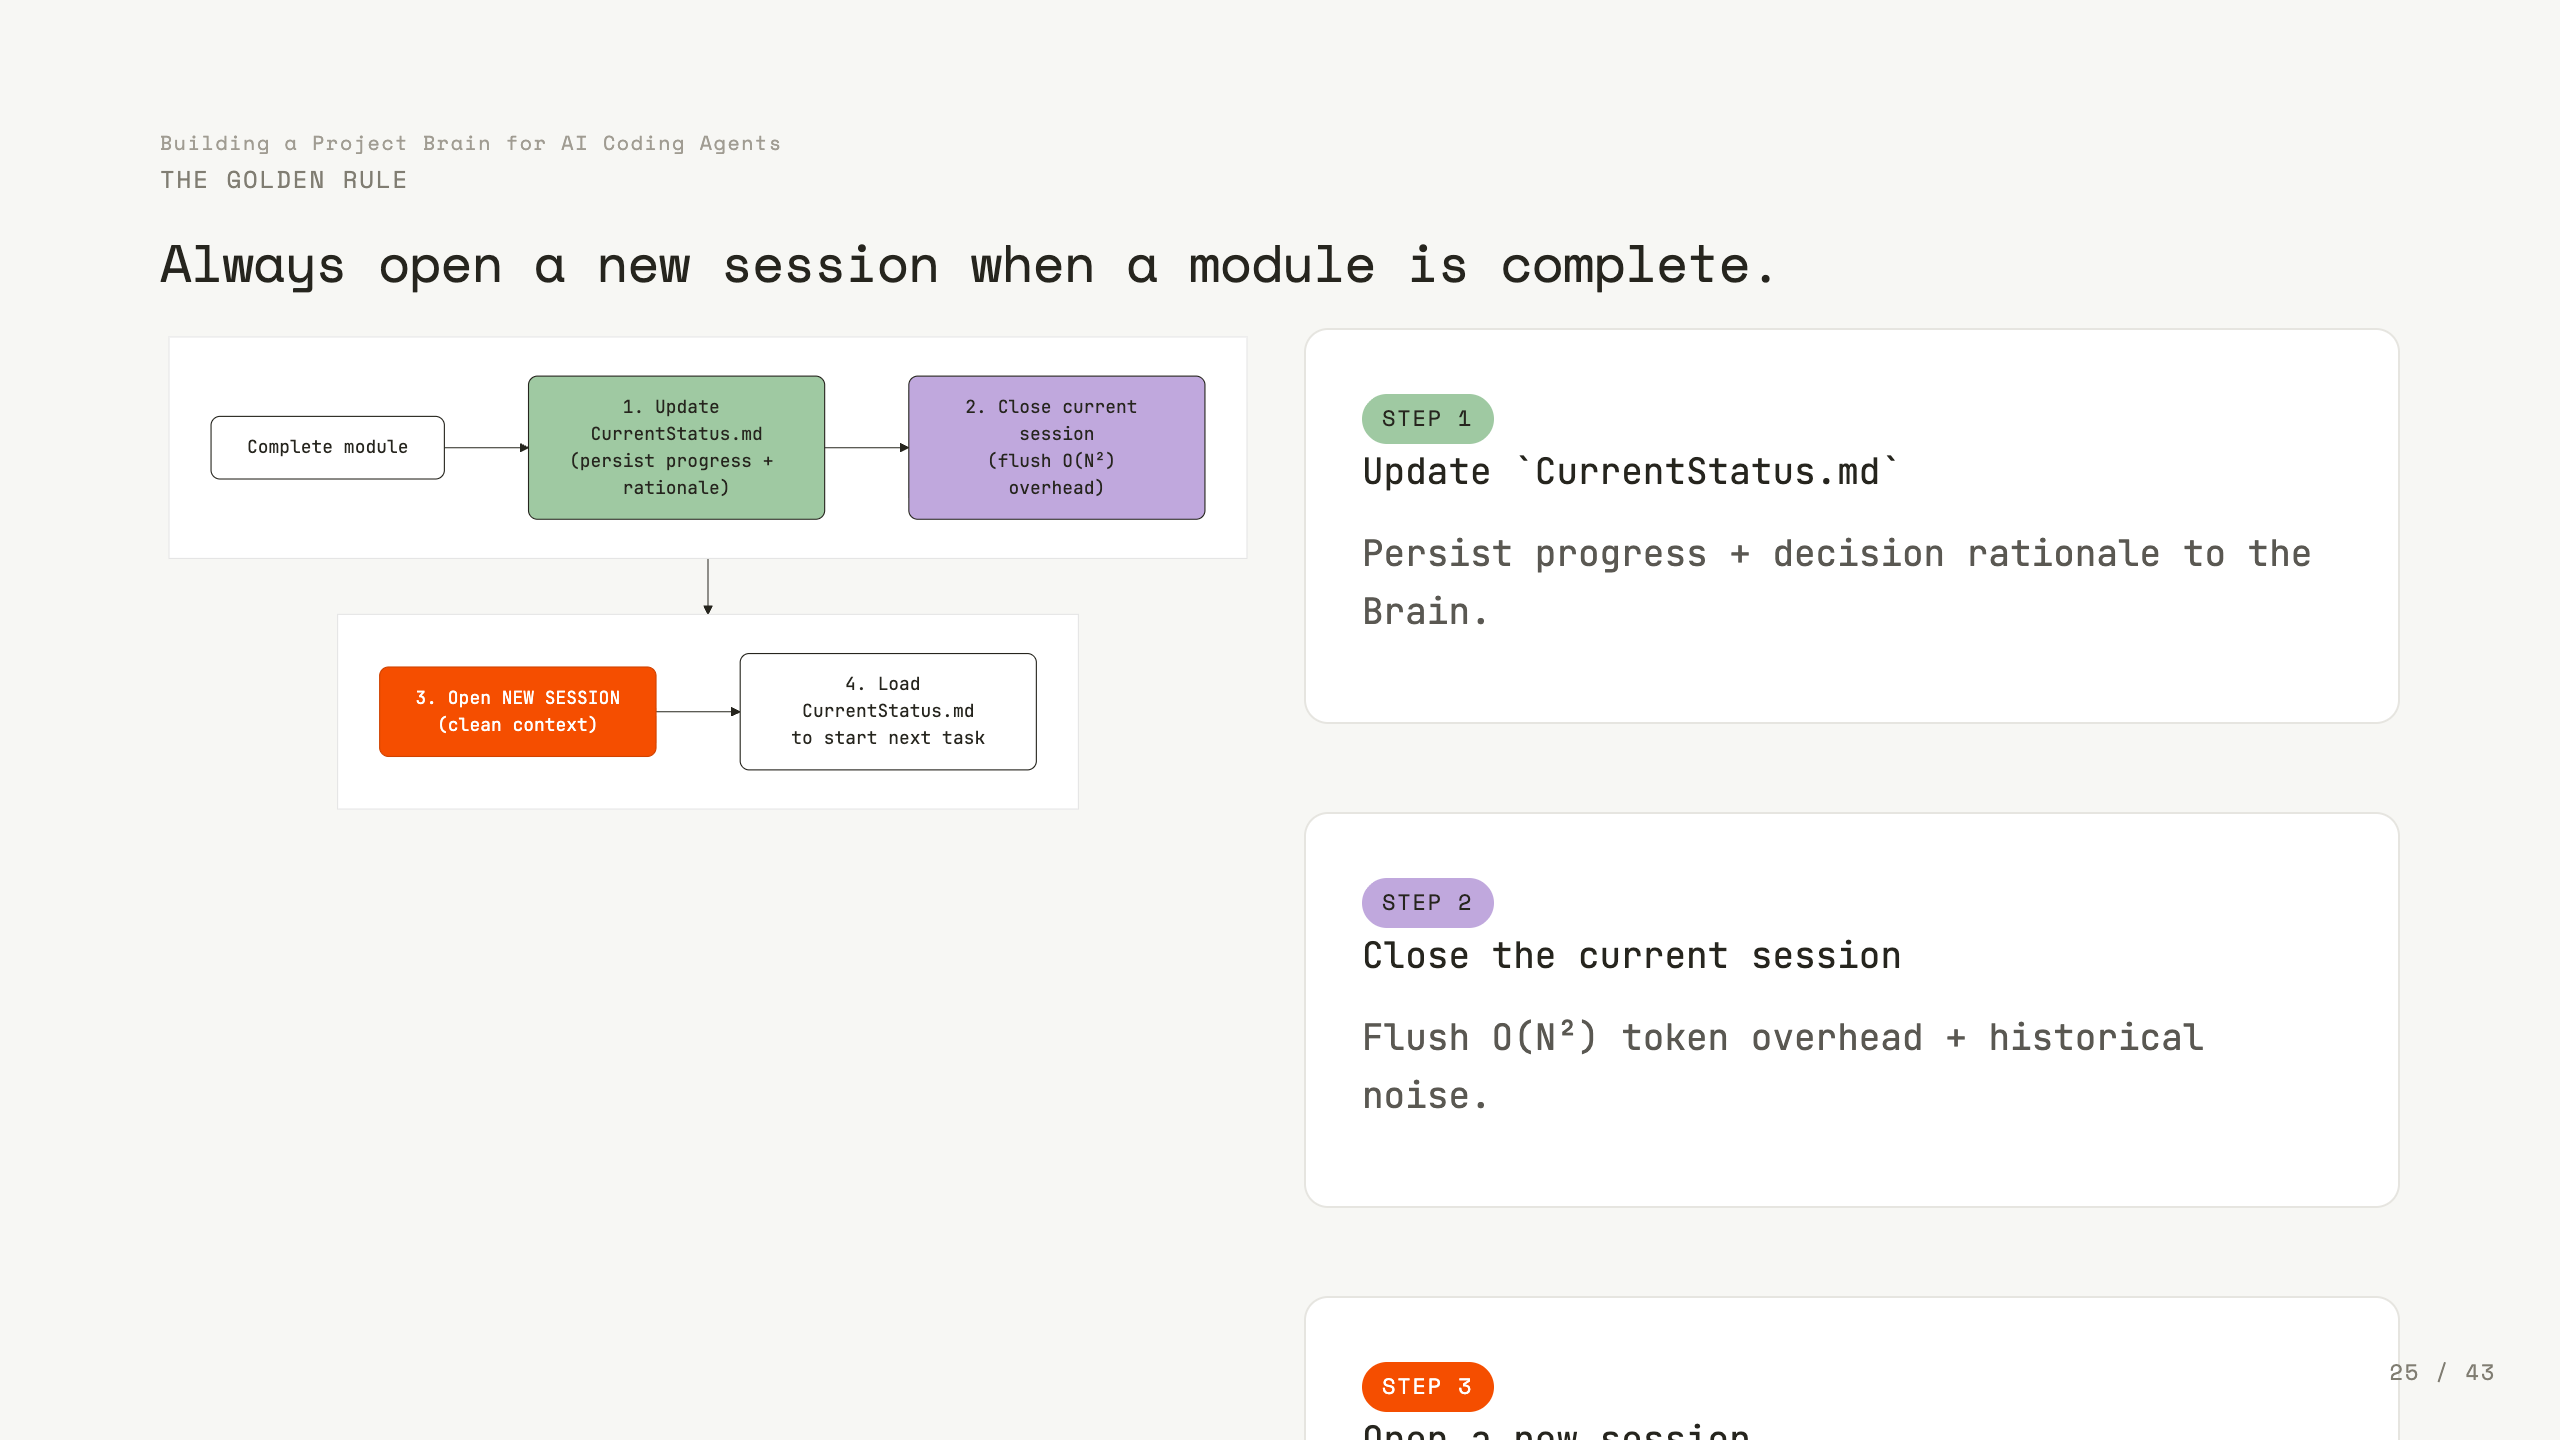 Building a Project Brain for AI Coding Agents
THE GOLDEN RULE
Always open a new session when a module is complete.
Complete module
1. Update
CurrentStatus.md
(persist progress +
rationale)
2. Close current
session
(flush O(N²)
overhead)
3. Open NEW SESSION
(clean context)
4. Load
CurrentStatus.md
to start next task
STEP 1
Update `CurrentStatus.md`
Persist progress + decision rationale to the
Brain.
STEP 2
Close the current session
Flush O(N²) token overhead + historical
noise.
STEP 3
Open a new session
25 / 43